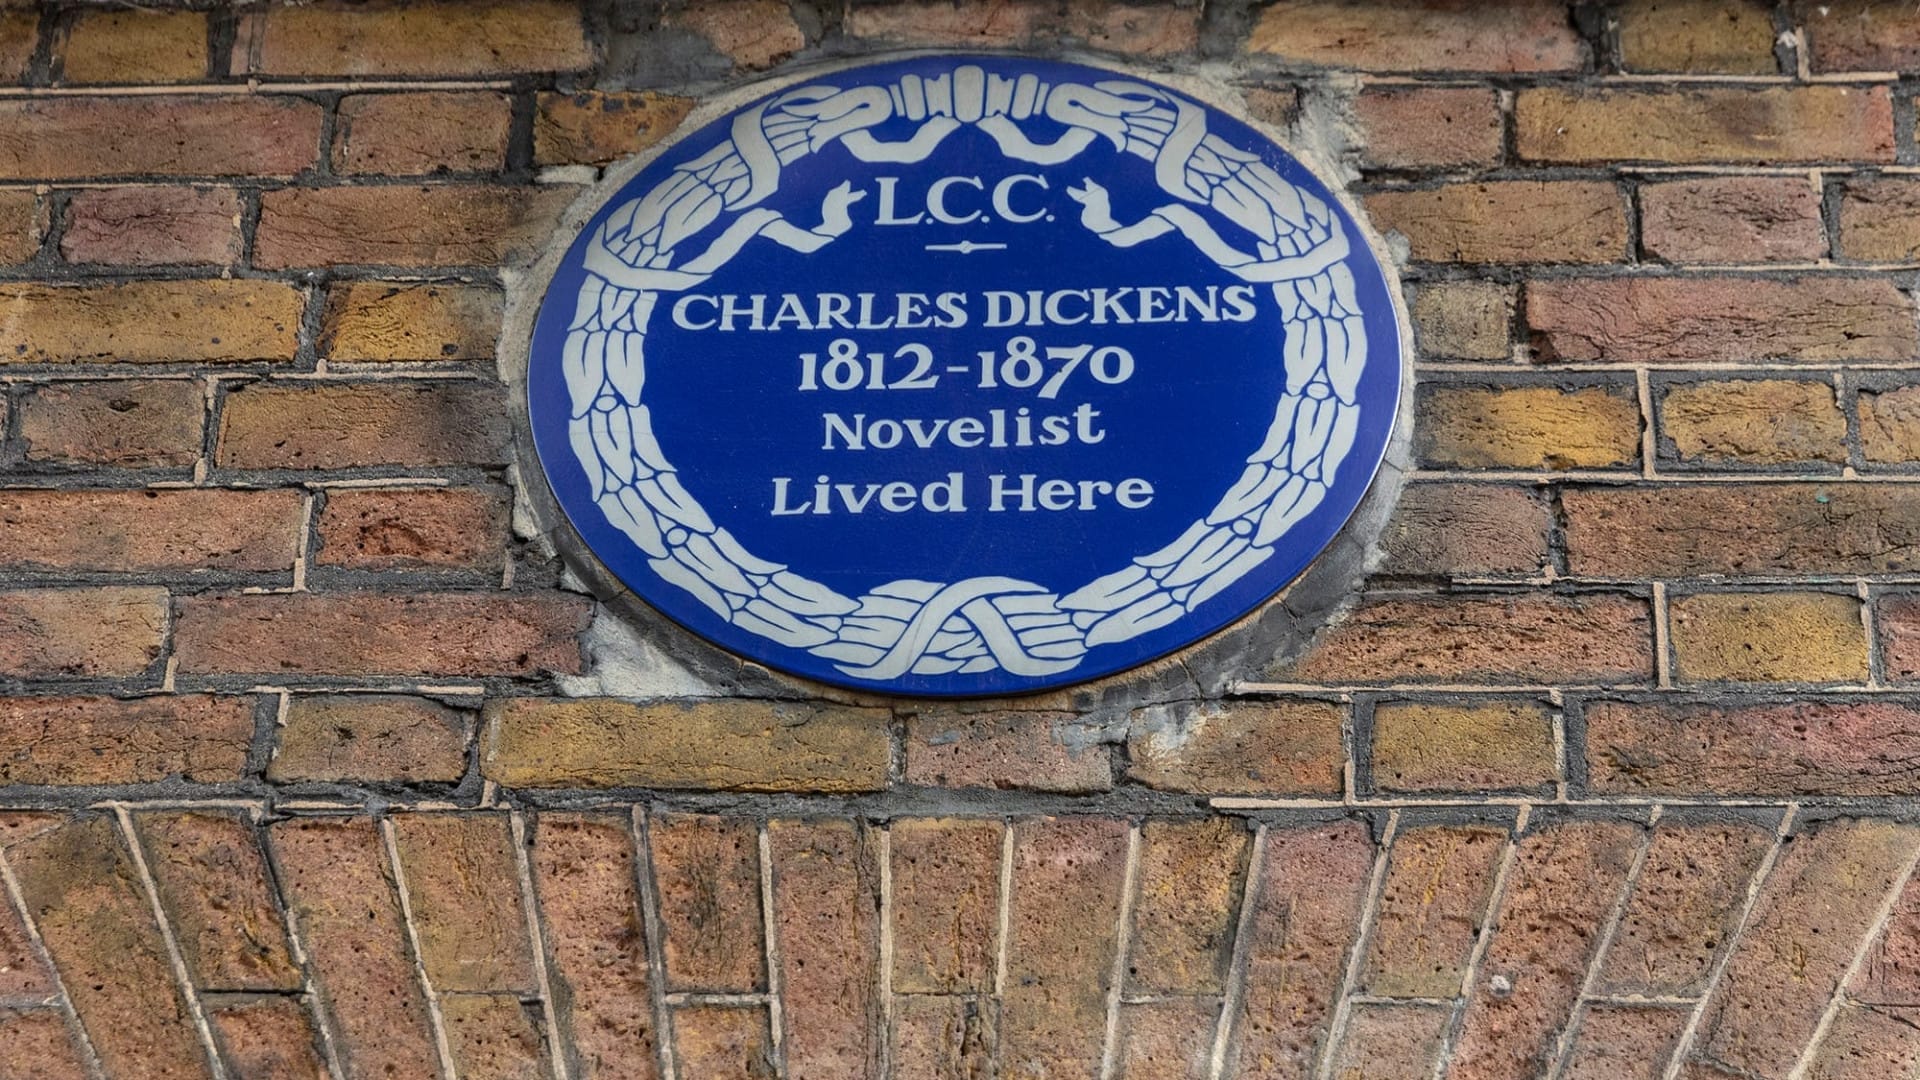 L.C.C.
CHARLES DICKENS
1812-1870
Novelist
Lived Here